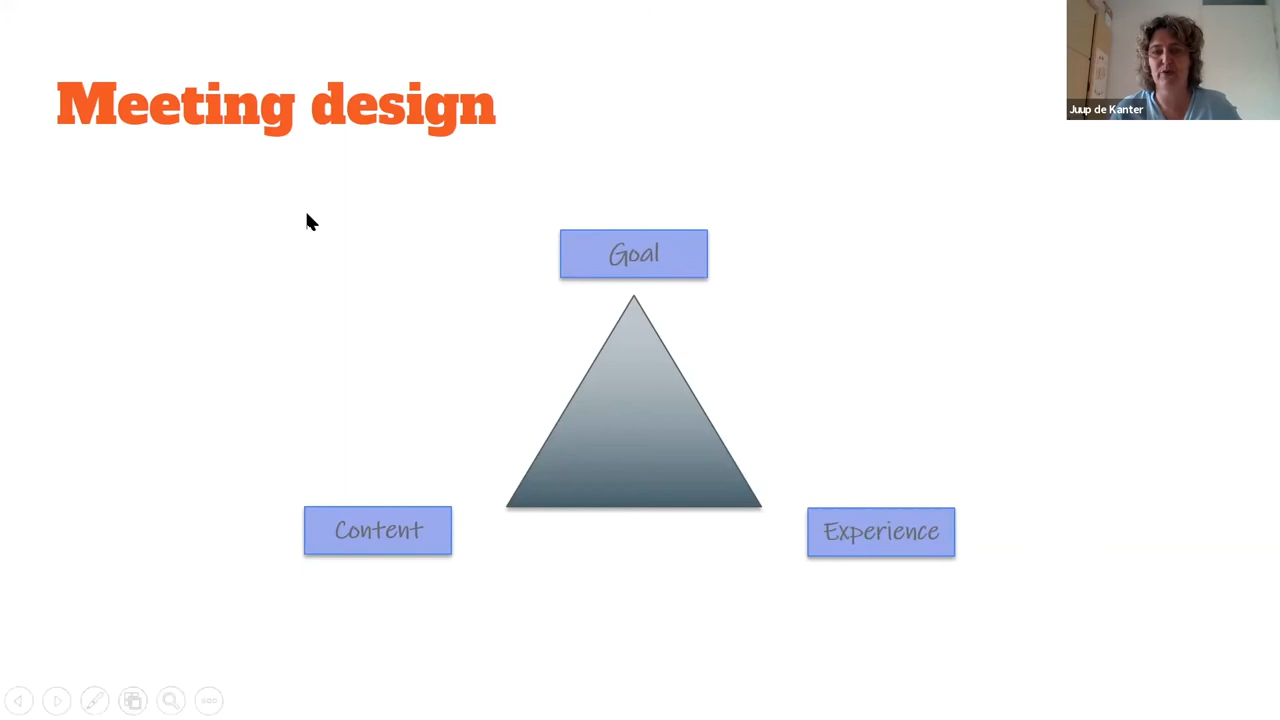 Meeting design
Juup de Kanter
Goal
Content
Experience